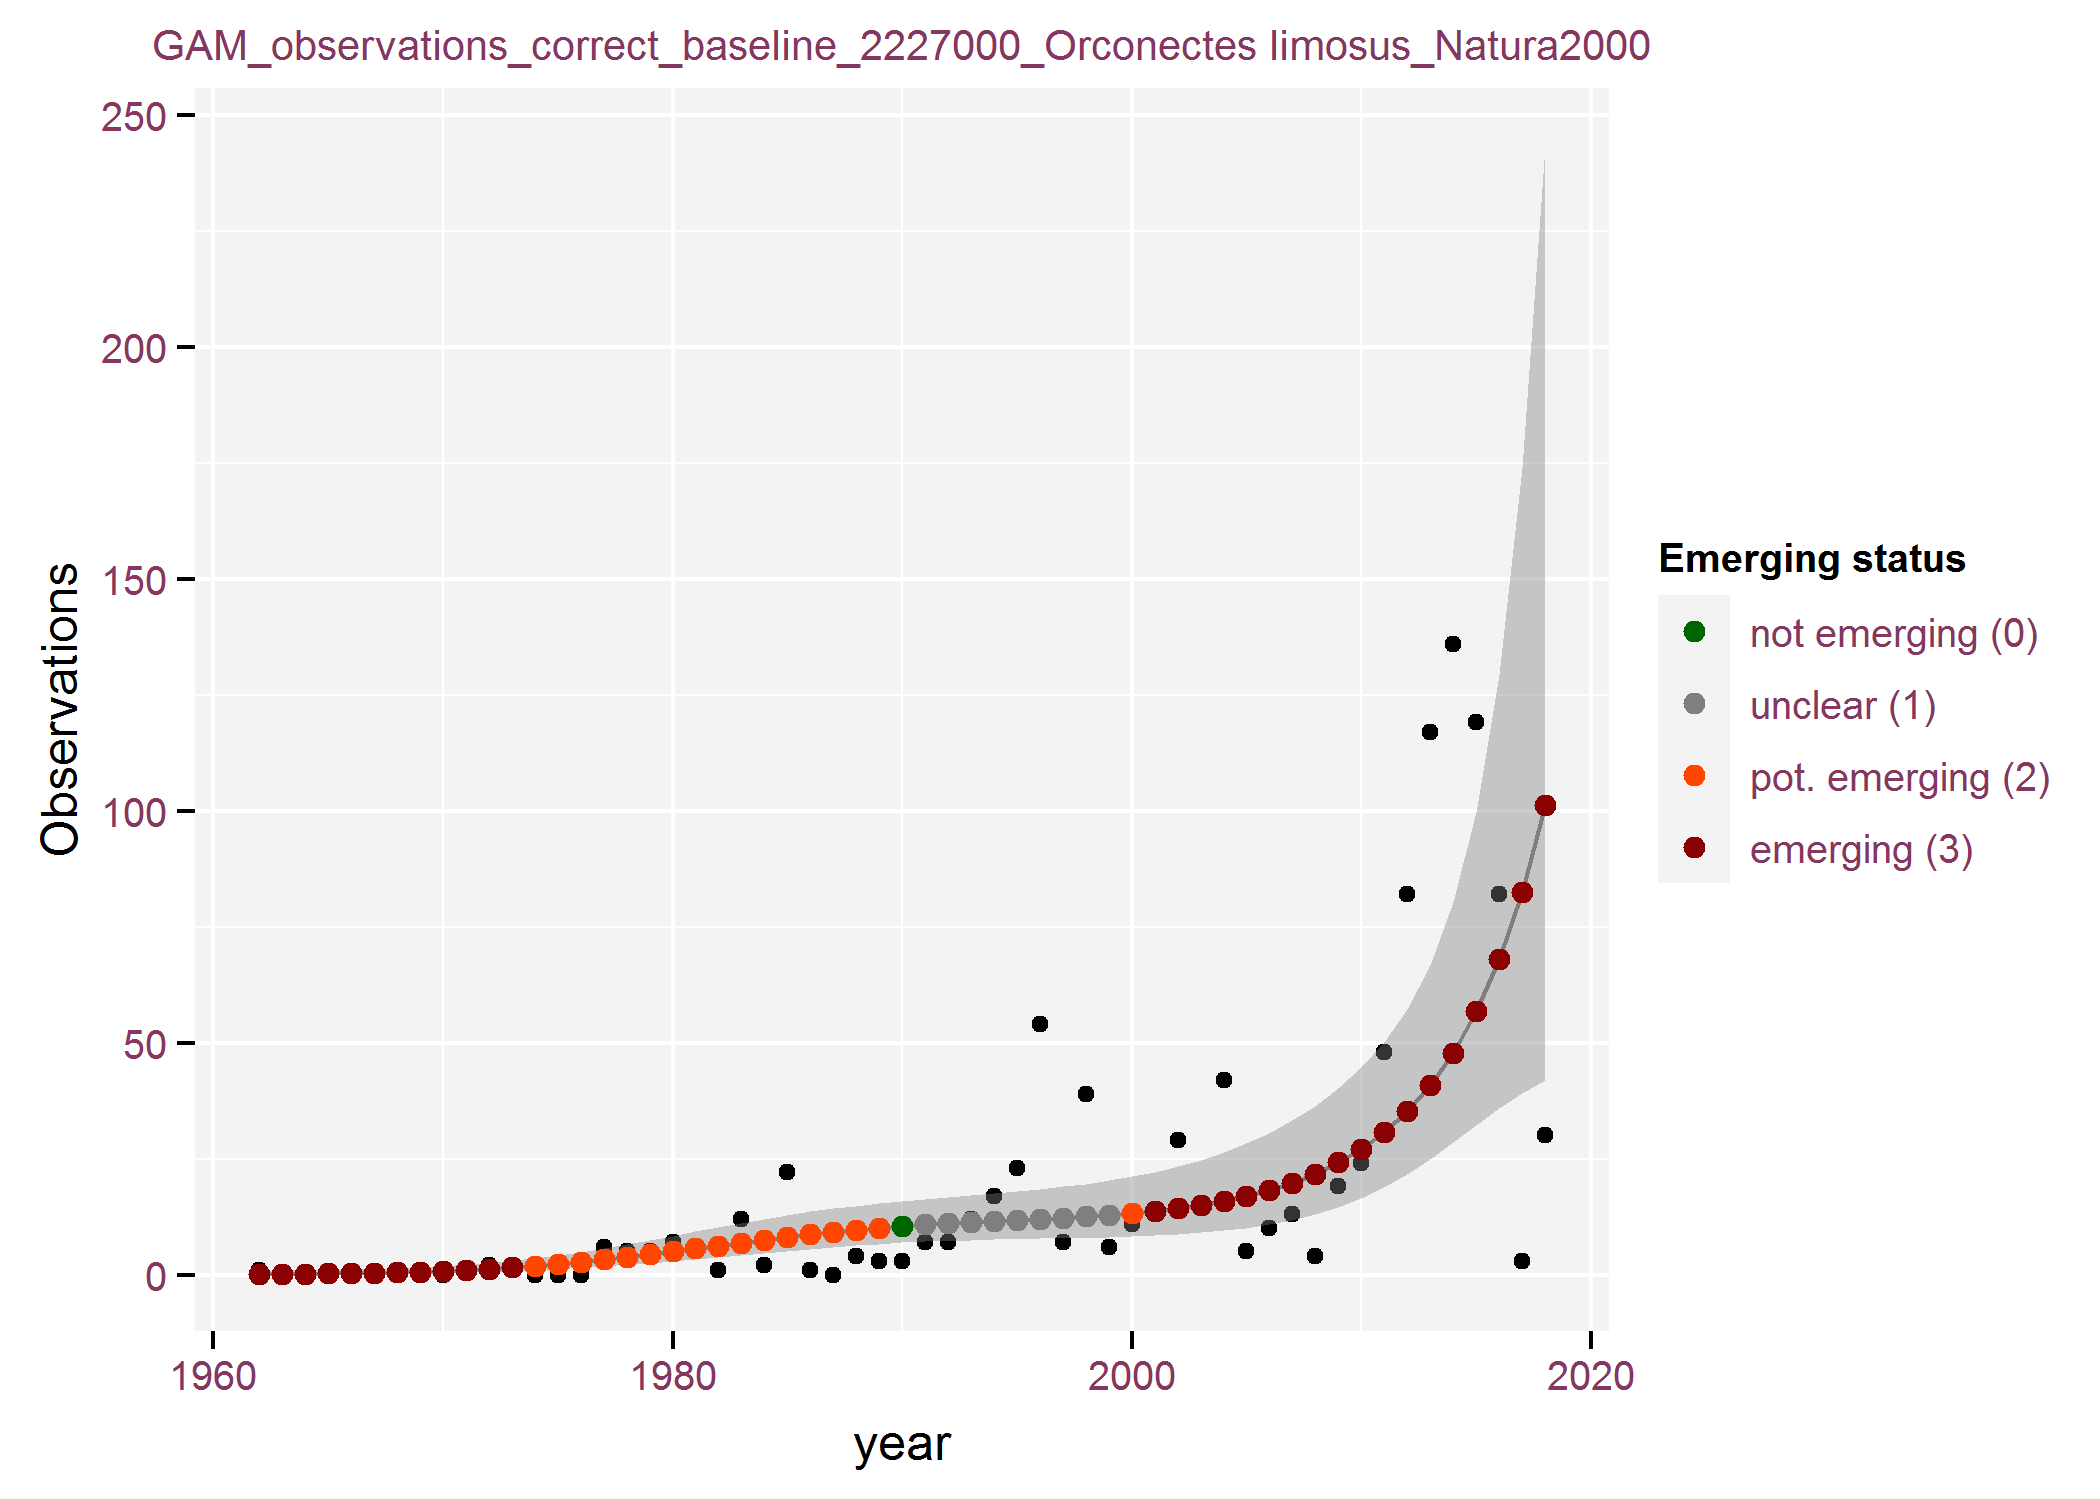 GAM_observations_correct_baseline_2227000_Orconectes limosus_Natura2000
250
200
150
100
50
0
Observations
1960
1980
2000
2020
year
Emerging status
not emerging (0)
unclear (1)
pot. emerging (2)
emerging (3)